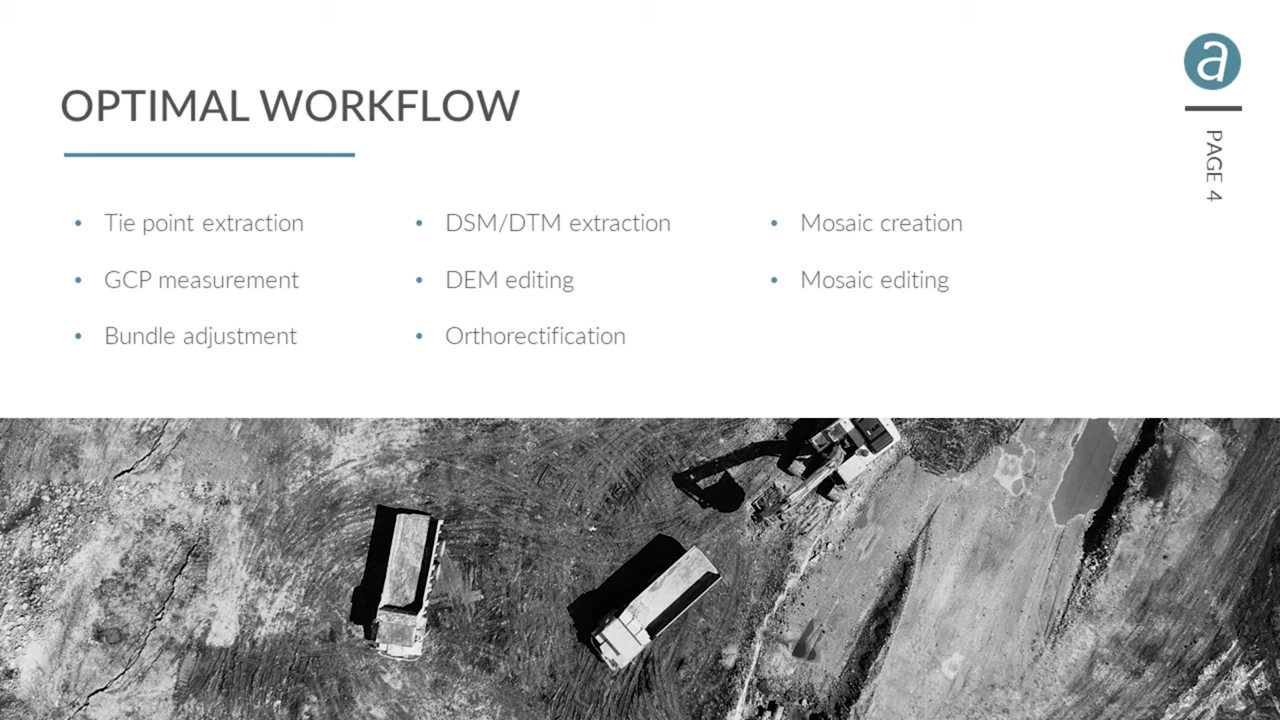 OPTIMAL WORKFLOW
• Tie point extraction
• GCP measurement
• Bundle adjustment
• DSM/DTM extraction
• DEM editing
• Orthorectification
• Mosaic creation
• Mosaic editing
a
PAGE 4